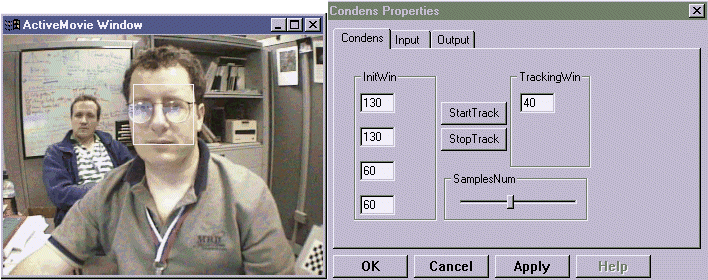 ActiveMovie Window
Condens Properties
Condens
Input
Output
InitWin
130
130
60
60
StartTrack
StopTrack
TrackingWin
40
SamplesNum
OK
Cancel
Apply
Help